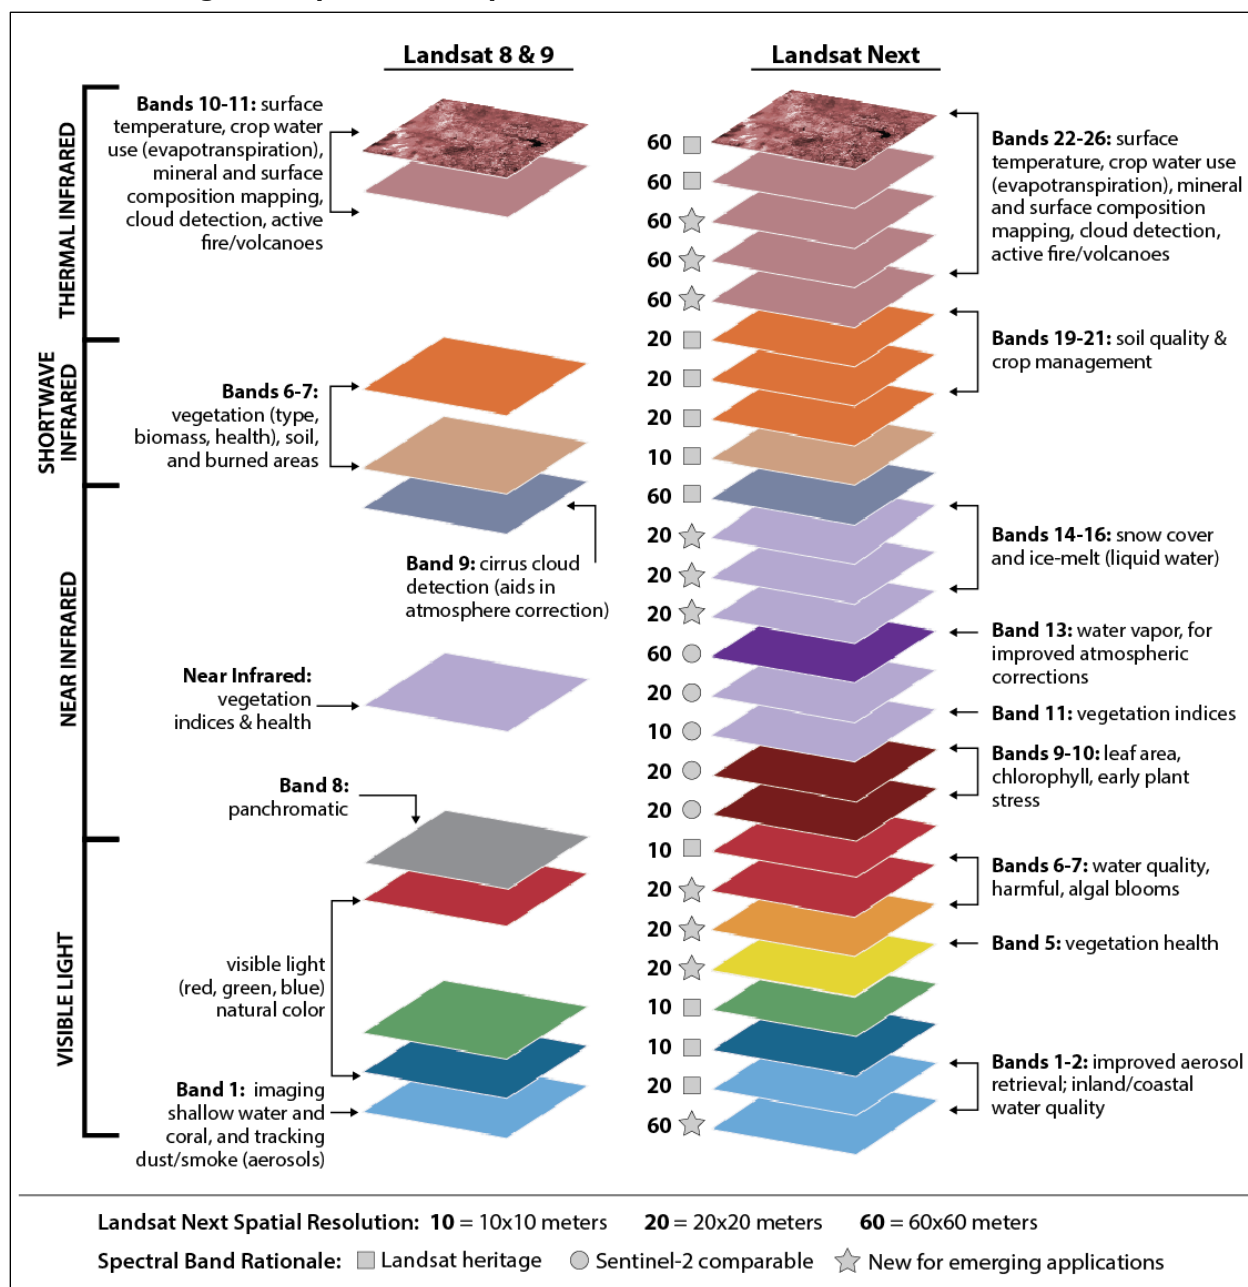 Landsat 8 & 9
Landsat Next
THERMAL INFRARED
SHORTWAVE
INFRARED
NEAR INFRARED
VISIBLE LIGHT
Bands 10-11: surface
temperature, crop water
use (evapotranspiration),
mineral and surface
composition mapping,
cloud detection, active
fire/volcanoes
Bands 6-7:
vegetation (type,
biomass, health), soil,
and burned areas
Band 9: cirrus cloud
detection (aids in
atmosphere correction)
Near Infrared:
vegetation
indices & health
Band 8:
panchromatic
visible light
(red, green, blue)
natural color
Band 1: imaging
shallow water and
coral, and tracking
dust/smoke (aerosols)
60
60
60
60
60
20
20
20
10
60
20
20
20
60
20
10
20
20
10
20
20
20
10
10
20
60
Bands 22-26: surface
temperature, crop water use
(evapotranspiration), mineral
and surface composition
mapping, cloud detection,
active fire/volcanoes
Bands 19-21: soil quality &
crop management
Bands 14-16: snow cover
and ice-melt (liquid water)
Band 13: water vapor, for
improved atmospheric
corrections
Band 11: vegetation indices
Bands 9-10: leaf area,
chlorophyll, early plant
stress
Bands 6-7: water quality,
harmful, algal blooms
Band 5: vegetation health
Bands 1-2: improved aerosol
retrieval; inland/coastal
water quality
Landsat Next Spatial Resolution: 10 = 10x10 meters 20 = 20x20 meters 60 = 60x60 meters
Spectral Band Rationale: Landsat heritage Sentinel-2 comparable New for emerging applications